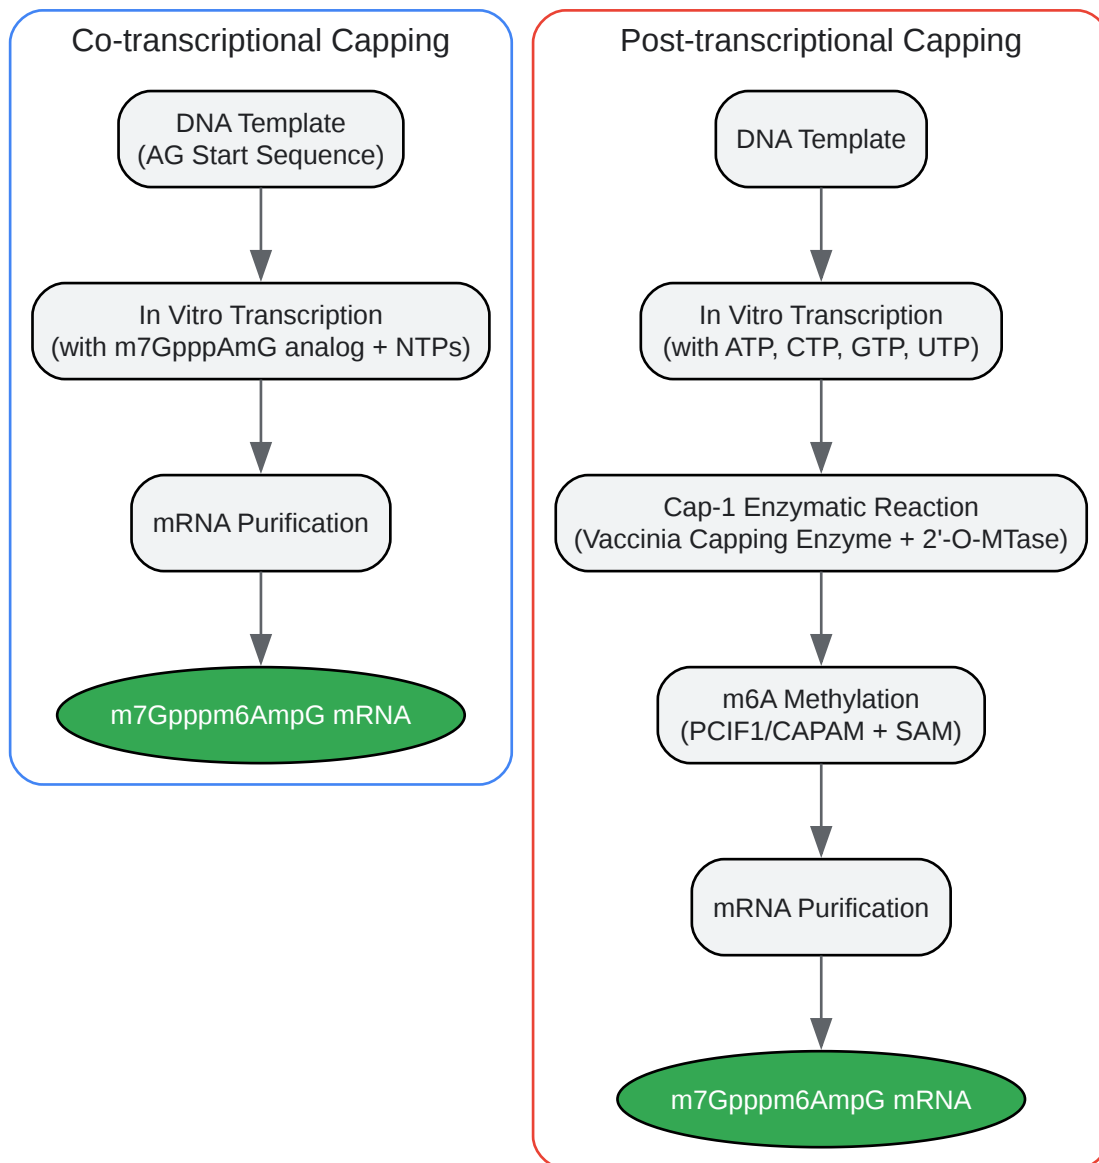 Co-transcriptional Capping
DNA Template
(AG Start Sequence)
In Vitro Transcription
(with m7GpppAmG analog + NTPs)
mRNA Purification
m7Gpppm6AmpG mRNA
Post-transcriptional Capping
DNA Template
In Vitro Transcription
(with ATP, CTP, GTP, UTP)
Cap-1 Enzymatic Reaction
(Vaccinia Capping Enzyme + 2'-O-MTase)
m6A Methylation
(PCIF1/CAPAM + SAM)
mRNA Purification
m7Gpppm6AmpG mRNA